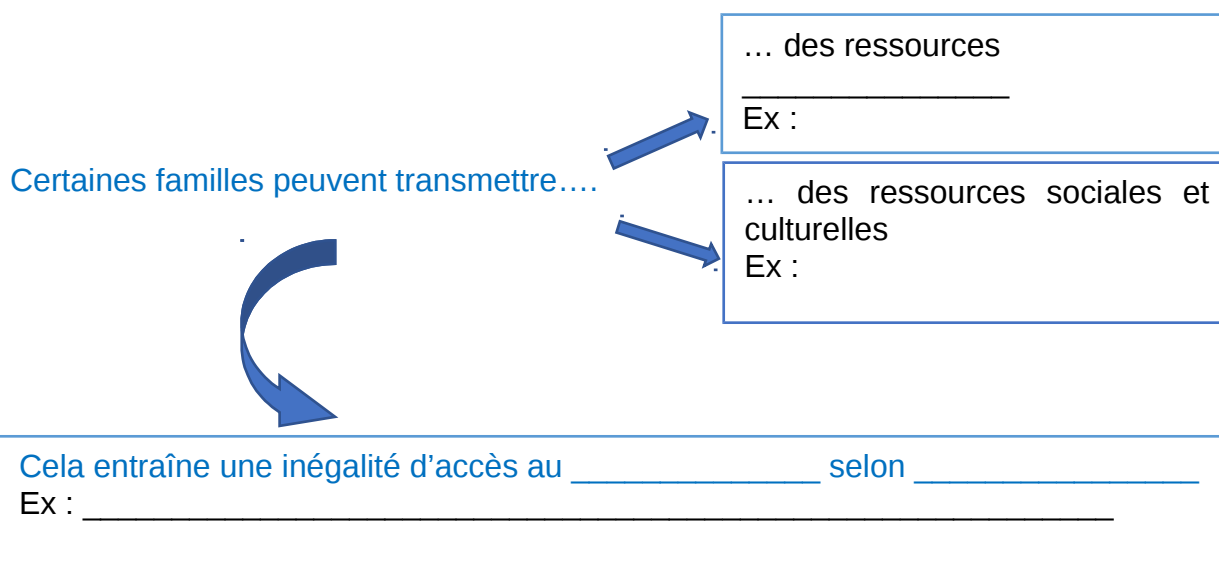 … des ressources
_______________
Ex :
Certaines familles peuvent transmettre….
… des ressources sociales et
culturelles
Ex :
Cela entraîne une inégalité d’accès au ______________ selon ________________
Ex : __________________________________________________________